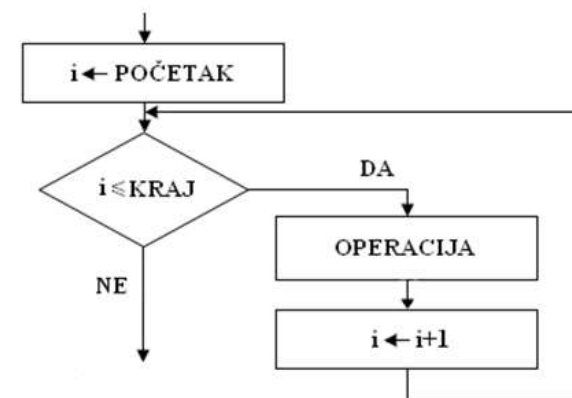 i ← POČETAK
i ⩽ KRAJ
DA
OPERACIJA
NE
i ← i+1